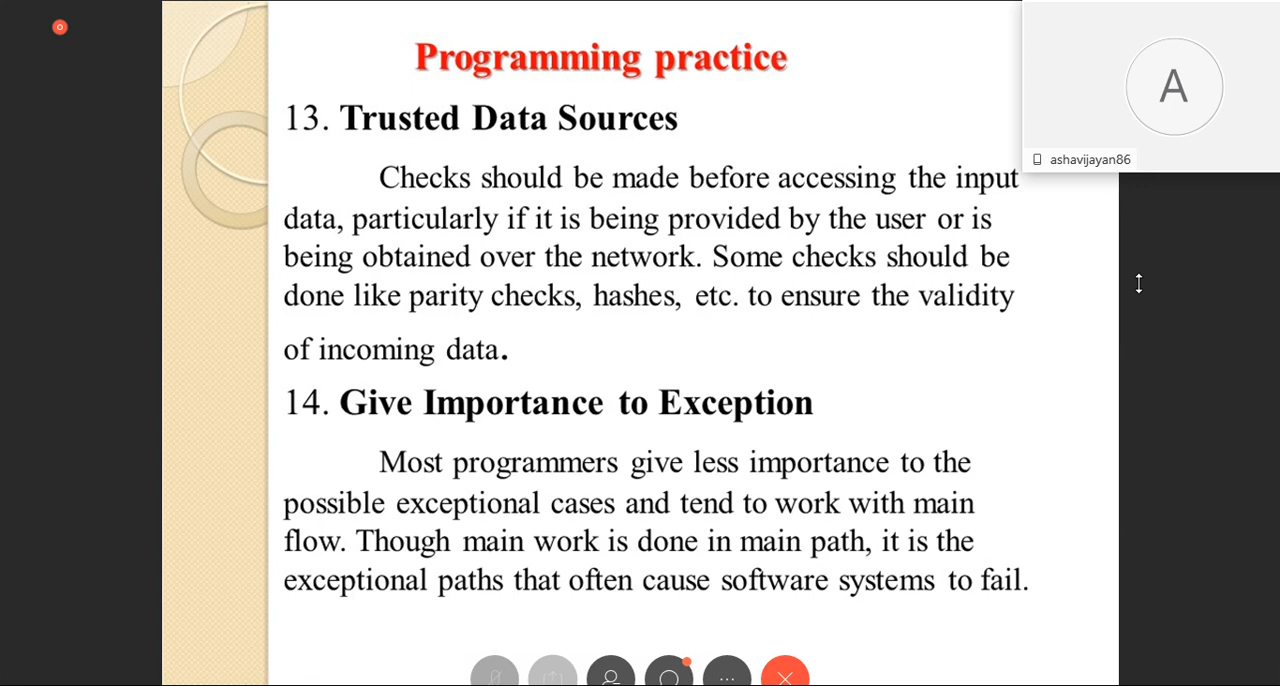 Programming practice
A
13. Trusted Data Sources
ashavijayan86
Checks should be made before accessing the input
data, particularly if it is being provided by the user or is
being obtained over the network. Some checks should be
done like parity checks, hashes, etc. to ensure the validity
of incoming data.
14. Give Importance to Exception
Most programmers give less importance to the
possible exceptional cases and tend to work with main
flow. Though main work is done in main path, it is the
exceptional paths that often cause software systems to fail.